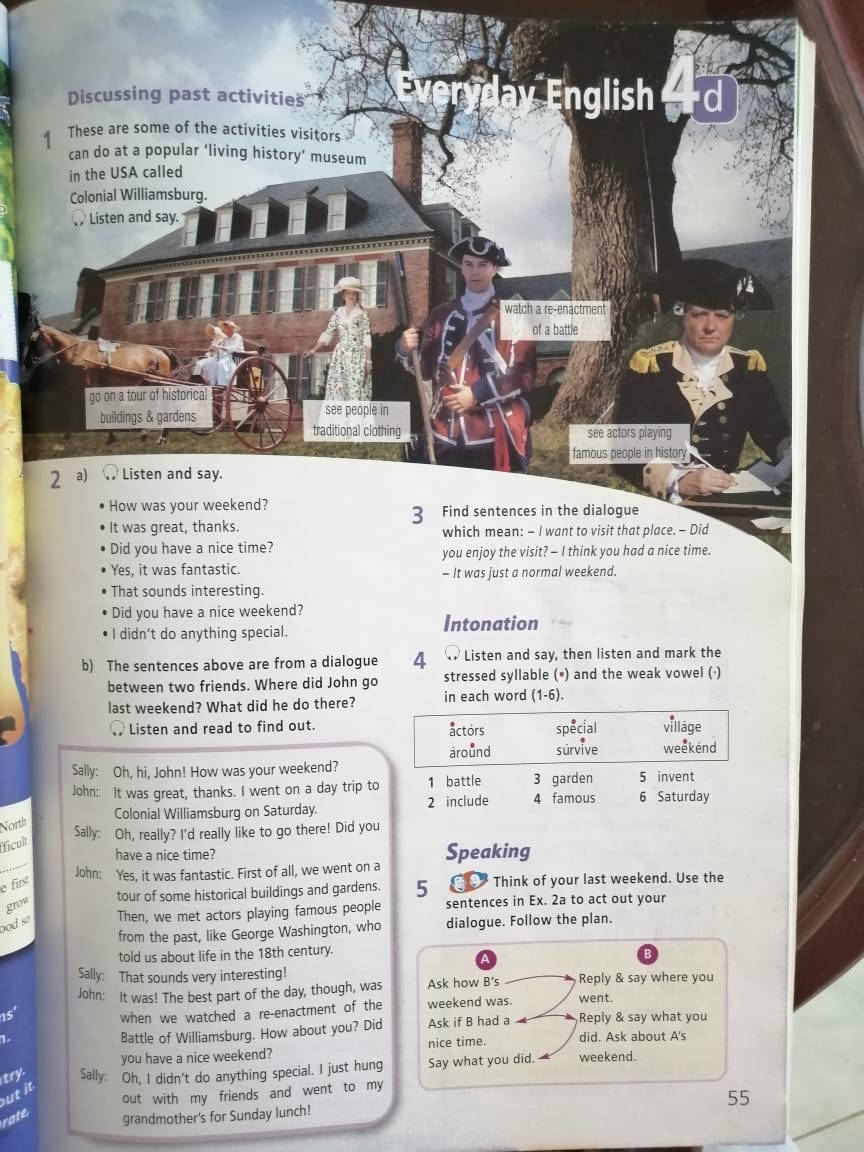 Everyday English 4d
Discussing past activities
1 These are some of the activities visitors
can do at a popular 'living history' museum
in the USA called
Colonial Williamsburg.
Listen and say.
watch a re-enactment
of a battle
go on a tour of historical
buildings & gardens
see people in
traditional clothing
see actors playing
famous people in history
2 a) Listen and say.
• How was your weekend?
• It was great, thanks.
• Did you have a nice time?
• Yes, it was fantastic.
• That sounds interesting.
• Did you have a nice weekend?
• I didn't do anything special.
b) The sentences above are from a dialogue
between two friends. Where did John go
last weekend? What did he do there?
Listen and read to find out.
Sally: Oh, hi, John! How was your weekend?
John: It was great, thanks. I went on a day trip to
Colonial Williamsburg on Saturday.
Sally: Oh, really? I'd really like to go there! Did you
have a nice time?
John: Yes, it was fantastic. First of all, we went on a
tour of some historical buildings and gardens.
Then, we met actors playing famous people
from the past, like George Washington, who
told us about life in the 18th century.
Sally: That sounds very interesting!
John: It was! The best part of the day, though, was
when we watched a re-enactment of the
Battle of Williamsburg. How about you? Did
you have a nice weekend?
Sally: Oh, I didn't do anything special. I just hung
out with my friends and went to my
grandmother's for Sunday lunch!
3 Find sentences in the dialogue
which mean: – I want to visit that place. – Did
you enjoy the visit? – I think you had a nice time.
– It was just a normal weekend.
Intonation
4 Listen and say, then listen and mark the
stressed syllable (•) and the weak vowel (·)
in each word (1-6).
actors special village
around survive weekend
1 battle 3 garden 5 invent
2 include 4 famous 6 Saturday
Speaking
5 Think of your last weekend. Use the
sentences in Ex. 2a to act out your
dialogue. Follow the plan.
A
Ask how B's
weekend was.
Ask if B had a
nice time.
Say what you did.
B
Reply & say where you
went.
Reply & say what you
did. Ask about A's
weekend.
55
North
e first
grow